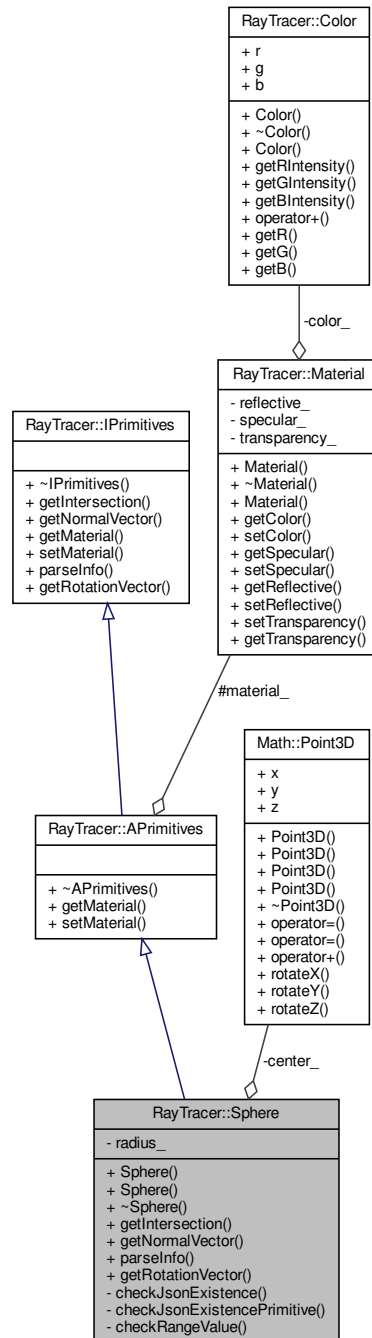 RayTracer::Color
+ r
+ g
+ b
+ Color()
+ ~Color()
+ Color()
+ getRIntensity()
+ getGIntensity()
+ getBIntensity()
+ operator+()
+ getR()
+ getG()
+ getB()
-color_
RayTracer::Material
- reflective_
- specular_
- transparency_
+ Material()
+ ~Material()
+ Material()
+ getColor()
+ setColor()
+ getSpecular()
+ setSpecular()
+ getReflective()
+ setReflective()
+ setTransparency()
+ getTransparency()
RayTracer::IPrimitives
+ ~IPrimitives()
+ getIntersection()
+ getNormalVector()
+ getMaterial()
+ setMaterial()
+ parseInfo()
+ getRotationVector()
#material_
Math::Point3D
+ x
+ y
+ z
+ Point3D()
+ Point3D()
+ Point3D()
+ Point3D()
+ ~Point3D()
+ operator=()
+ operator=()
+ operator+()
+ rotateX()
+ rotateY()
+ rotateZ()
RayTracer::APrimitives
+ ~APrimitives()
+ getMaterial()
+ setMaterial()
-center_
RayTracer::Sphere
- radius_
+ Sphere()
+ Sphere()
+ ~Sphere()
+ getIntersection()
+ getNormalVector()
+ parseInfo()
+ getRotationVector()
- checkJsonExistence()
- checkJsonExistencePrimitive()
- checkRangeValue()